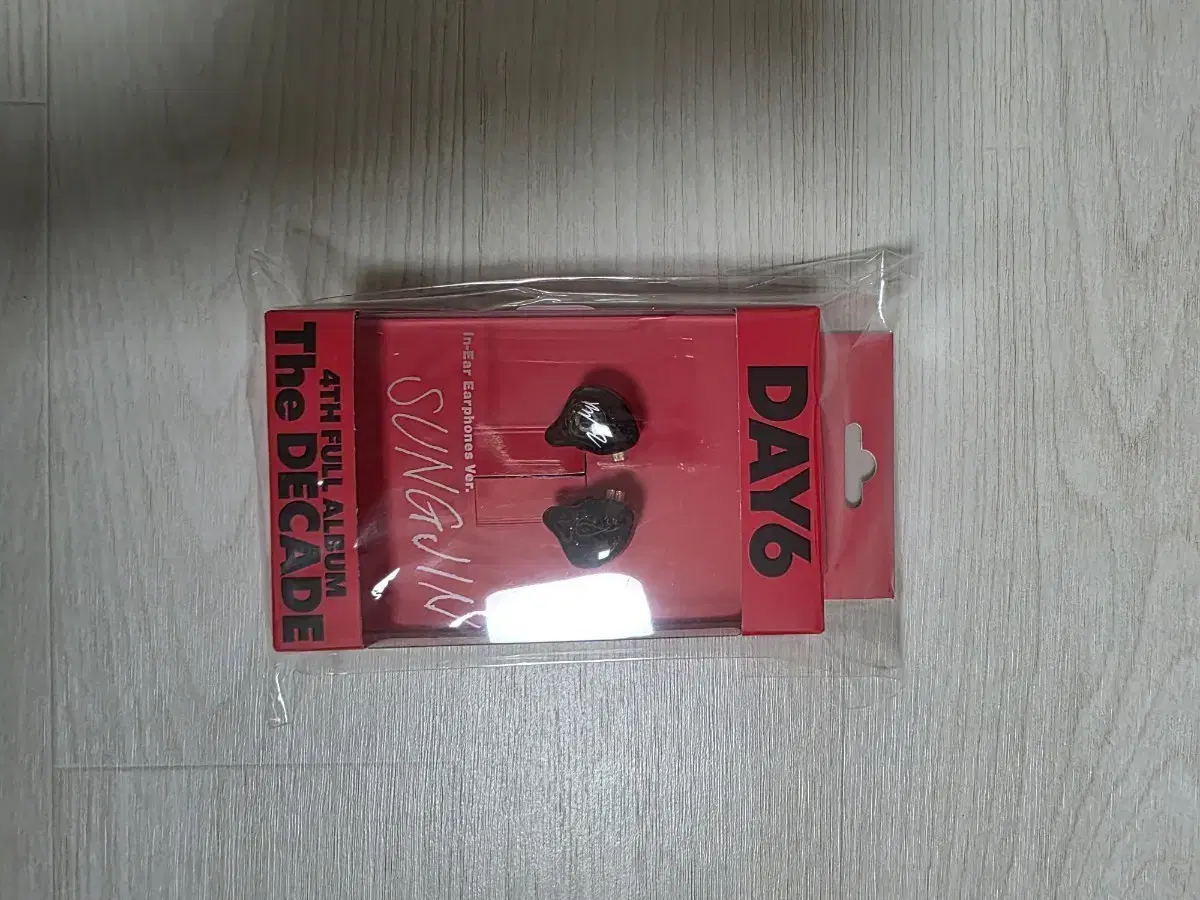 DAY6
In-Ear Earphones Ver.
SUNGJIN
4TH FULL ALBUM
The DECADE